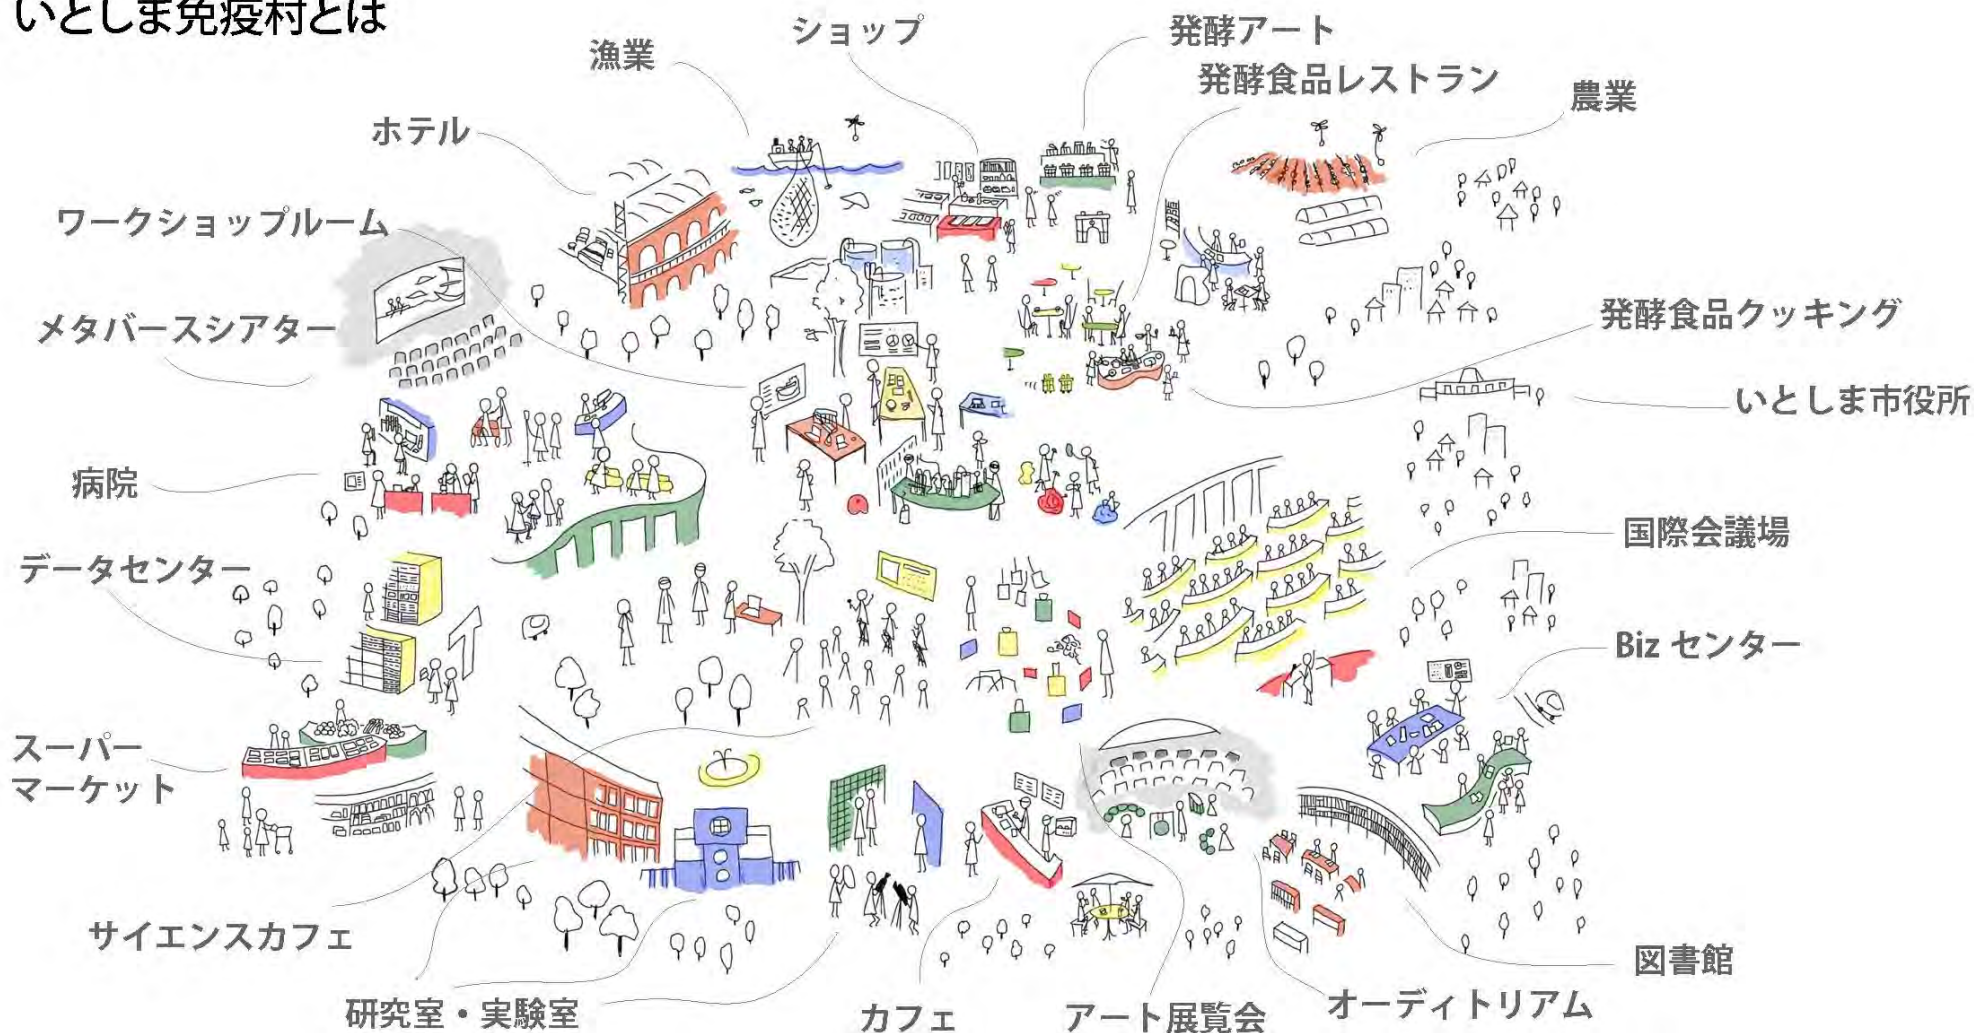 いとしま免疫村とは
ショップ
発酵アート
漁業
発酵食品レストラン
農業
ホテル
ワークショップルーム
発酵食品クッキング
メタバースシアター
いとしま市役所
病院
国際会議場
データセンター
Biz センター
スーパー
マーケット
サイエンスカフェ
図書館
研究室・実験室
カフェ
アート展覧会
オーディトリアム